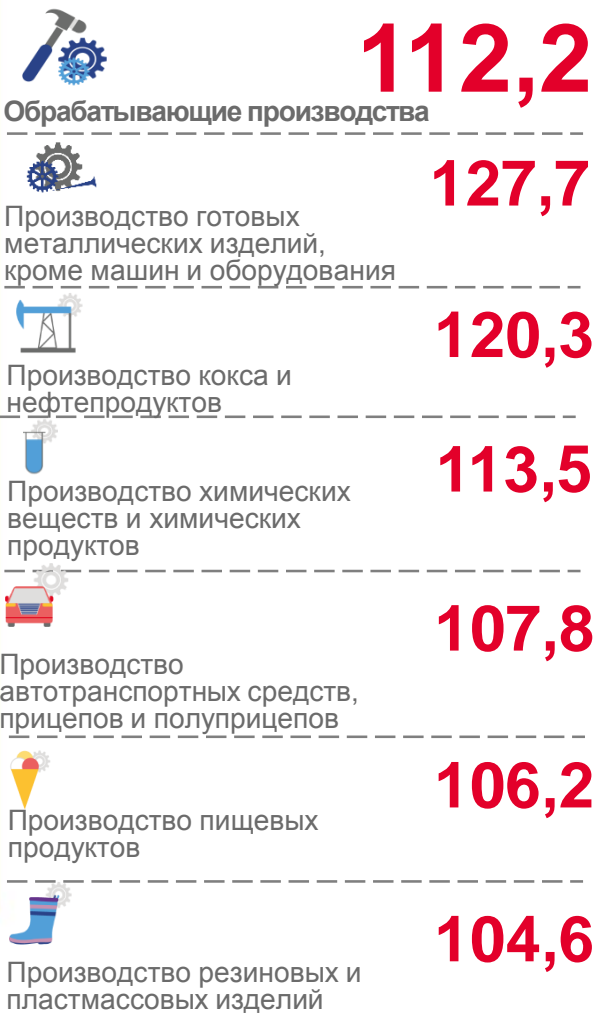 112,2
Обрабатывающие производства
127,7
Производство готовых
металлических изделий,
кроме машин и оборудования
120,3
Производство кокса и
нефтепродуктов
113,5
Производство химических
веществ и химических
продуктов
107,8
Производство
автотранспортных средств,
прицепов и полуприцепов
106,2
Производство пищевых
продуктов
104,6
Производство резиновых и
пластмассовых изделий